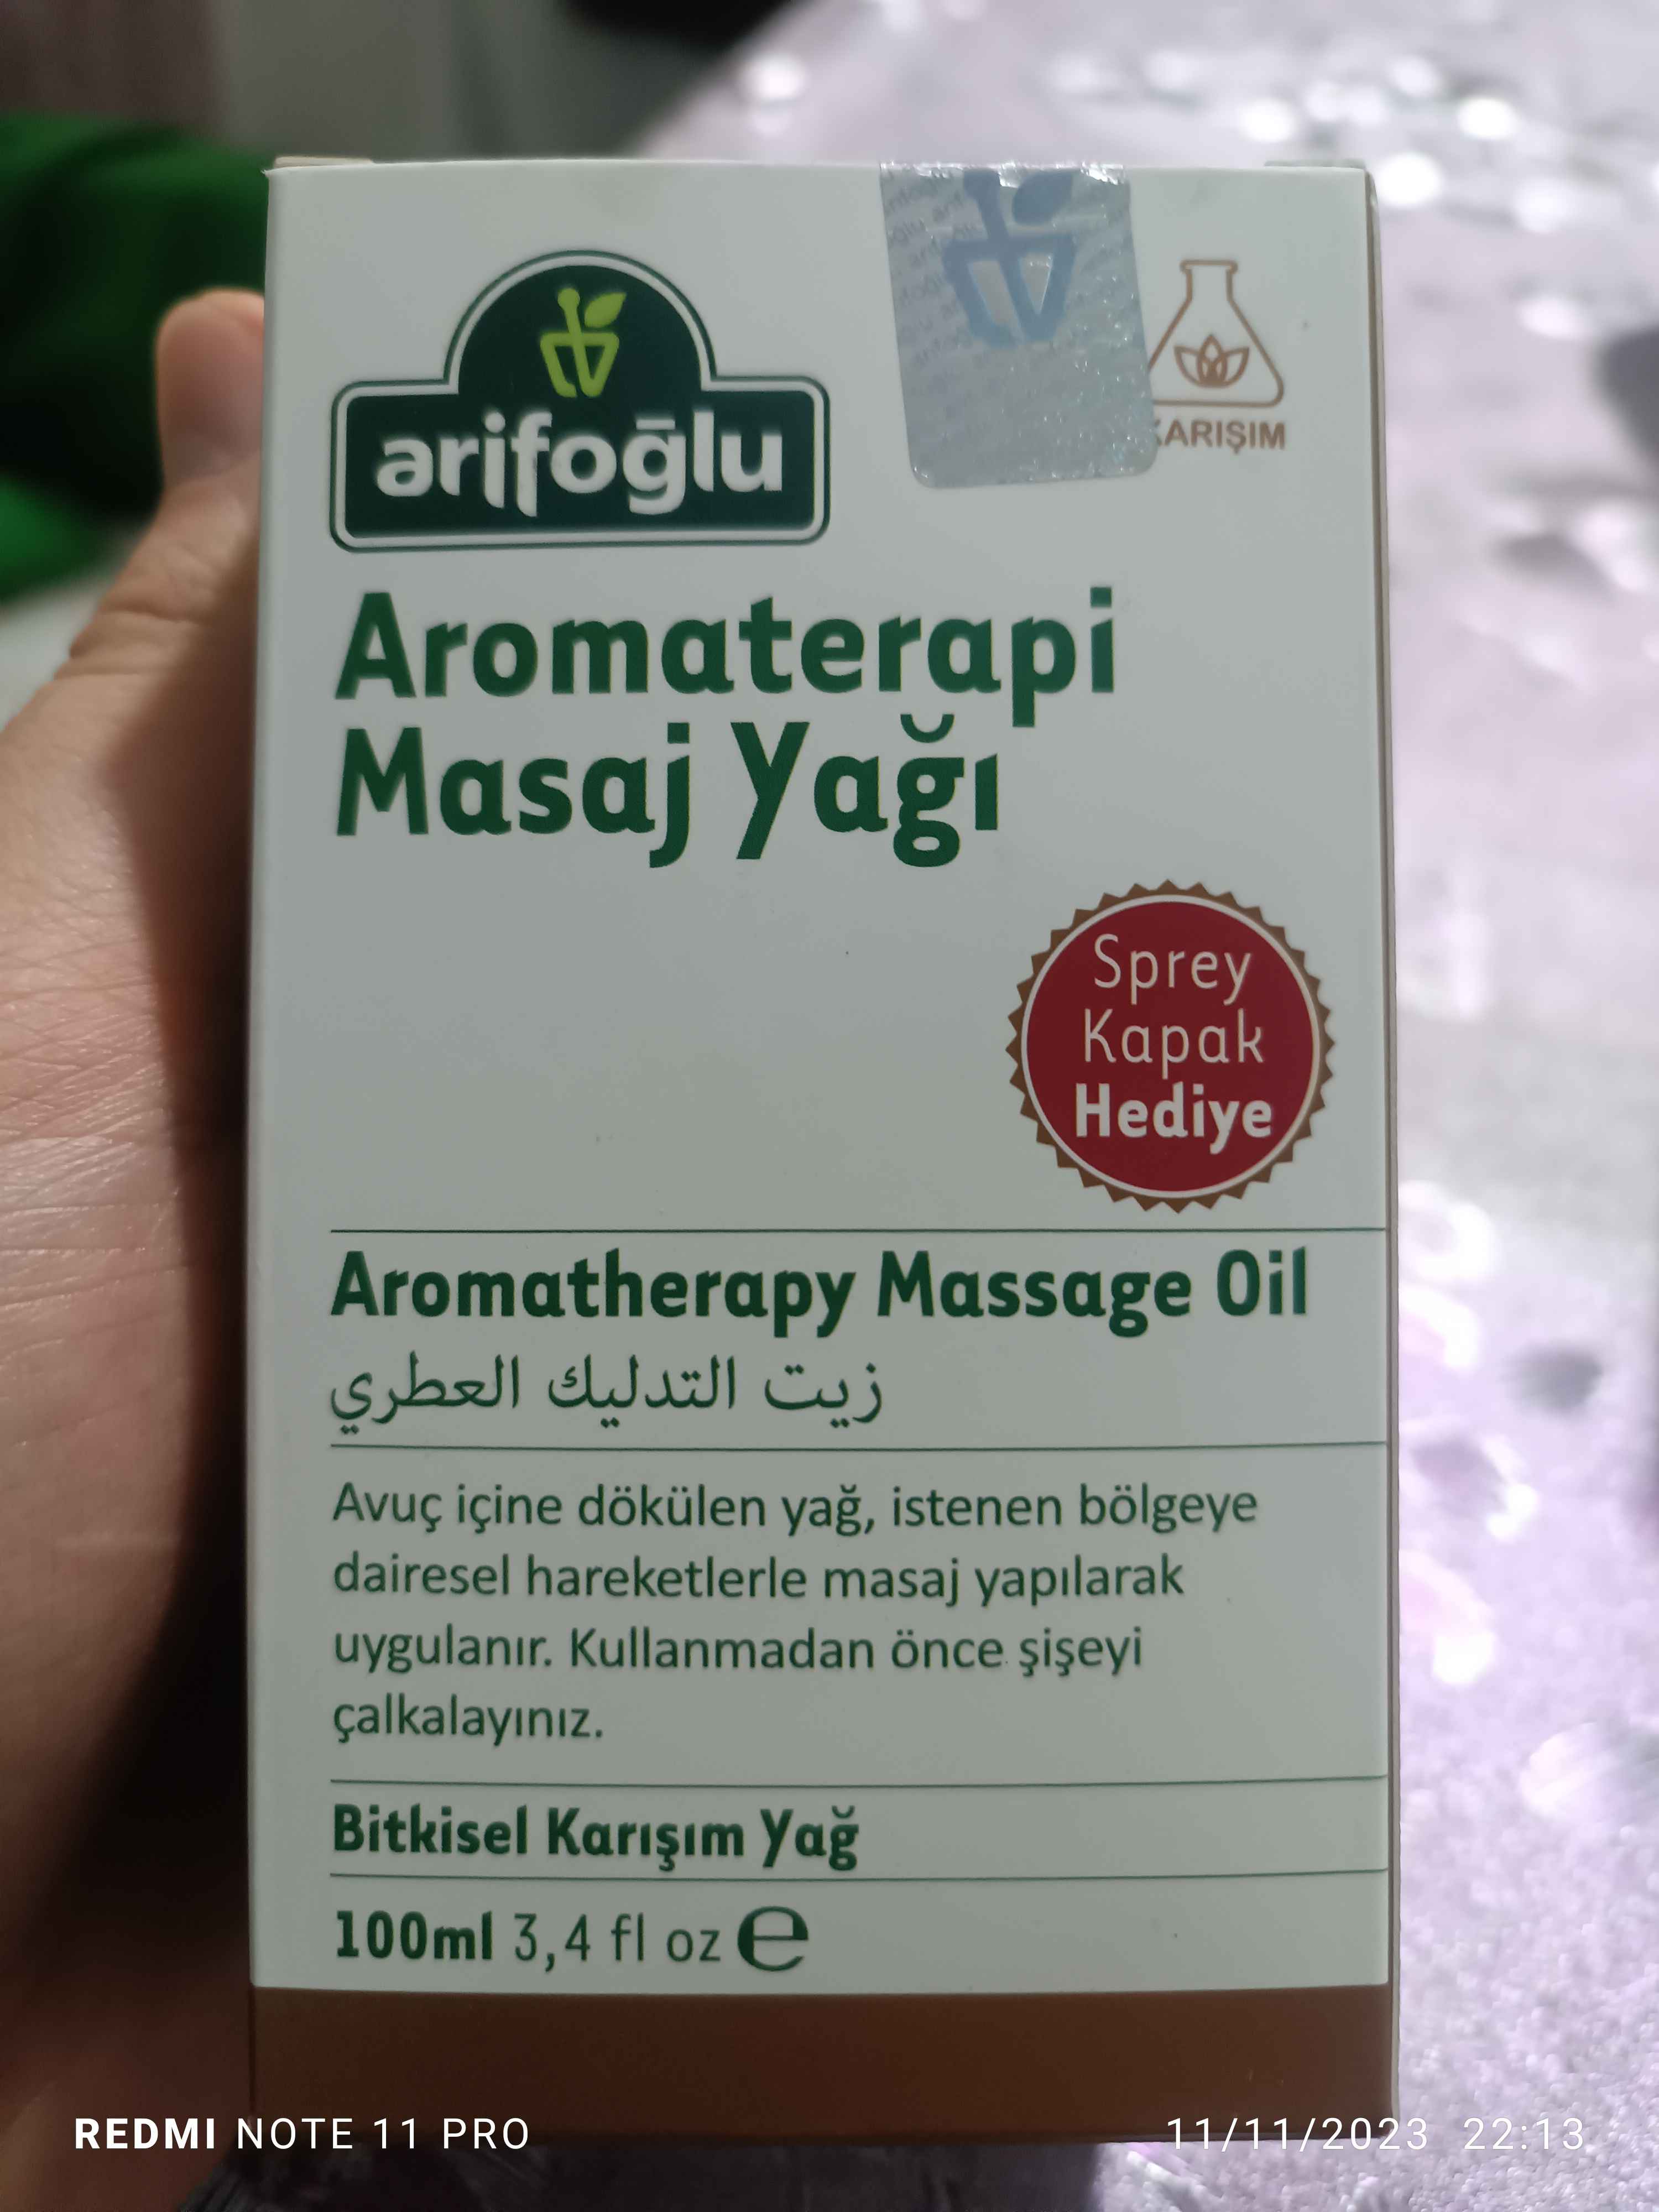 arifoğlu
KARIŞIM
Aromaterapi
Masaj Yağı
Sprey
Kapak
Hediye
Aromatherapy Massage Oil
زيت التدليك العطري
Avuç içine dökülen yağ, istenen bölgeye
dairesel hareketlerle masaj yapılarak
uygulanır. Kullanmadan önce şişeyi
çalkalayınız.
Bitkisel Karışım Yağ
100ml 3,4 fl oz ℮
REDMI NOTE 11 PRO
11/11/2023 22:13